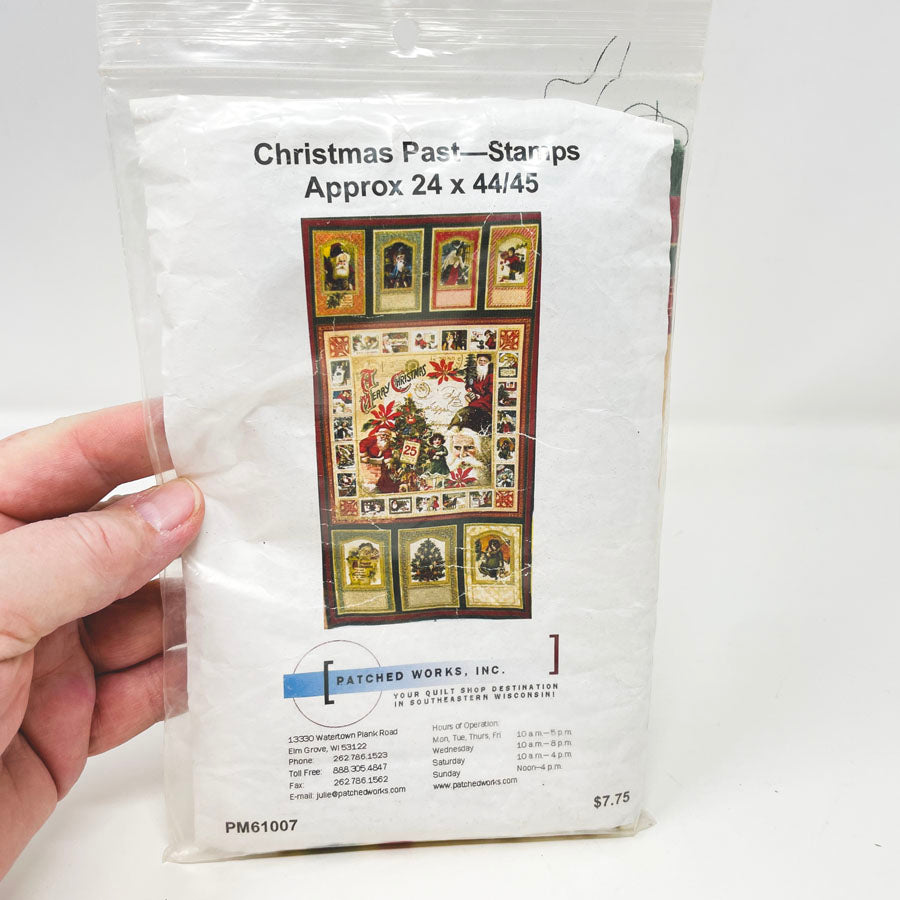 Christmas Past—Stamps
Approx 24 x 44/45
A
Merry Christmas
25
[PATCHED WORKS, INC.]
YOUR QUILT SHOP DESTINATION
IN SOUTHEASTERN WISCONSIN!
13330 Watertown Plank Road
Elm Grove, WI 53122
Phone: 262.786.1523
Toll Free: 888.305.4847
Fax: 262.786.1562
E-mail: julie@patchedworks.com
Hours of Operation:
Mon, Tue, Thurs, Fri 10 a.m.—5 p.m.
Wednesday 10 a.m.—8 p.m.
Saturday 10 a.m.—4 p.m.
Sunday Noon—4 p.m.
www.patchedworks.com
$7.75
PM61007